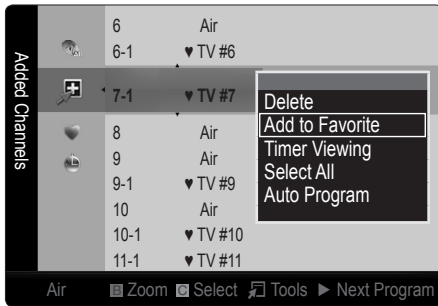 Added Channels
6 Air
6-1 ♥ TV #6
7-1 ♥ TV #7
8 Air
9 Air
9-1 ♥ TV #9
10 Air
10-1 ♥ TV #10
11-1 ♥ TV #11
Delete
Add to Favorite
Timer Viewing
Select All
Auto Program
Air B Zoom C Select Tools ► Next Program